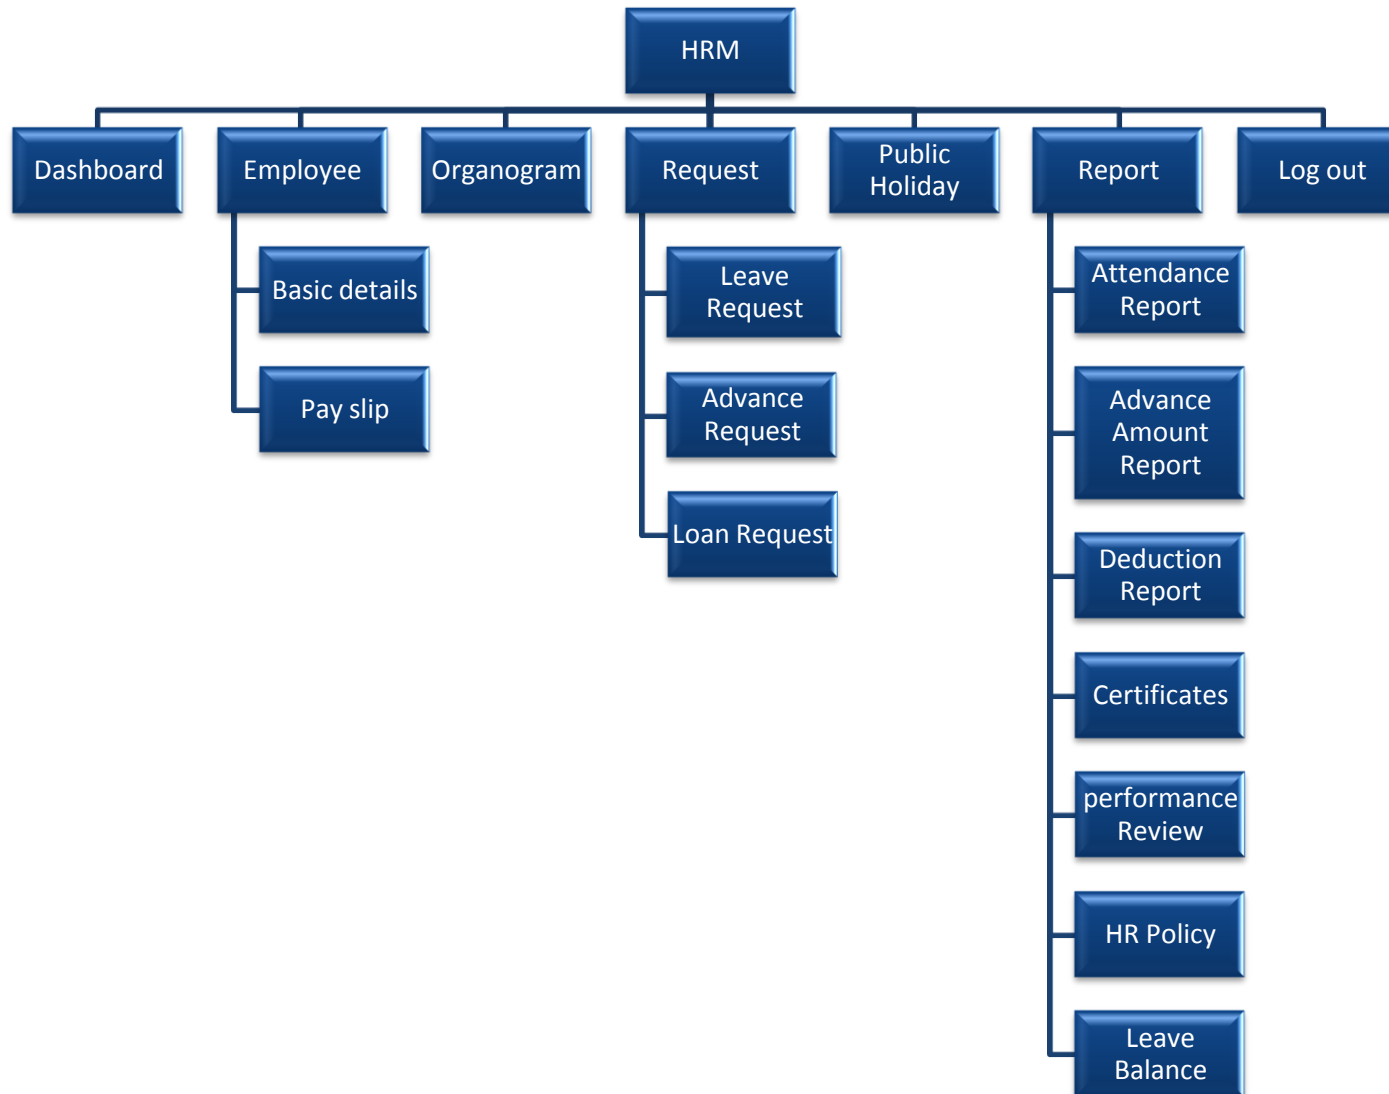 HRM
Dashboard
Employee
Organogram
Request
Public
Holiday
Report
Log out
Basic details
Pay slip
Leave
Request
Advance
Request
Loan Request
Attendance
Report
Advance
Amount
Report
Deduction
Report
Certificates
performance
Review
HR Policy
Leave
Balance